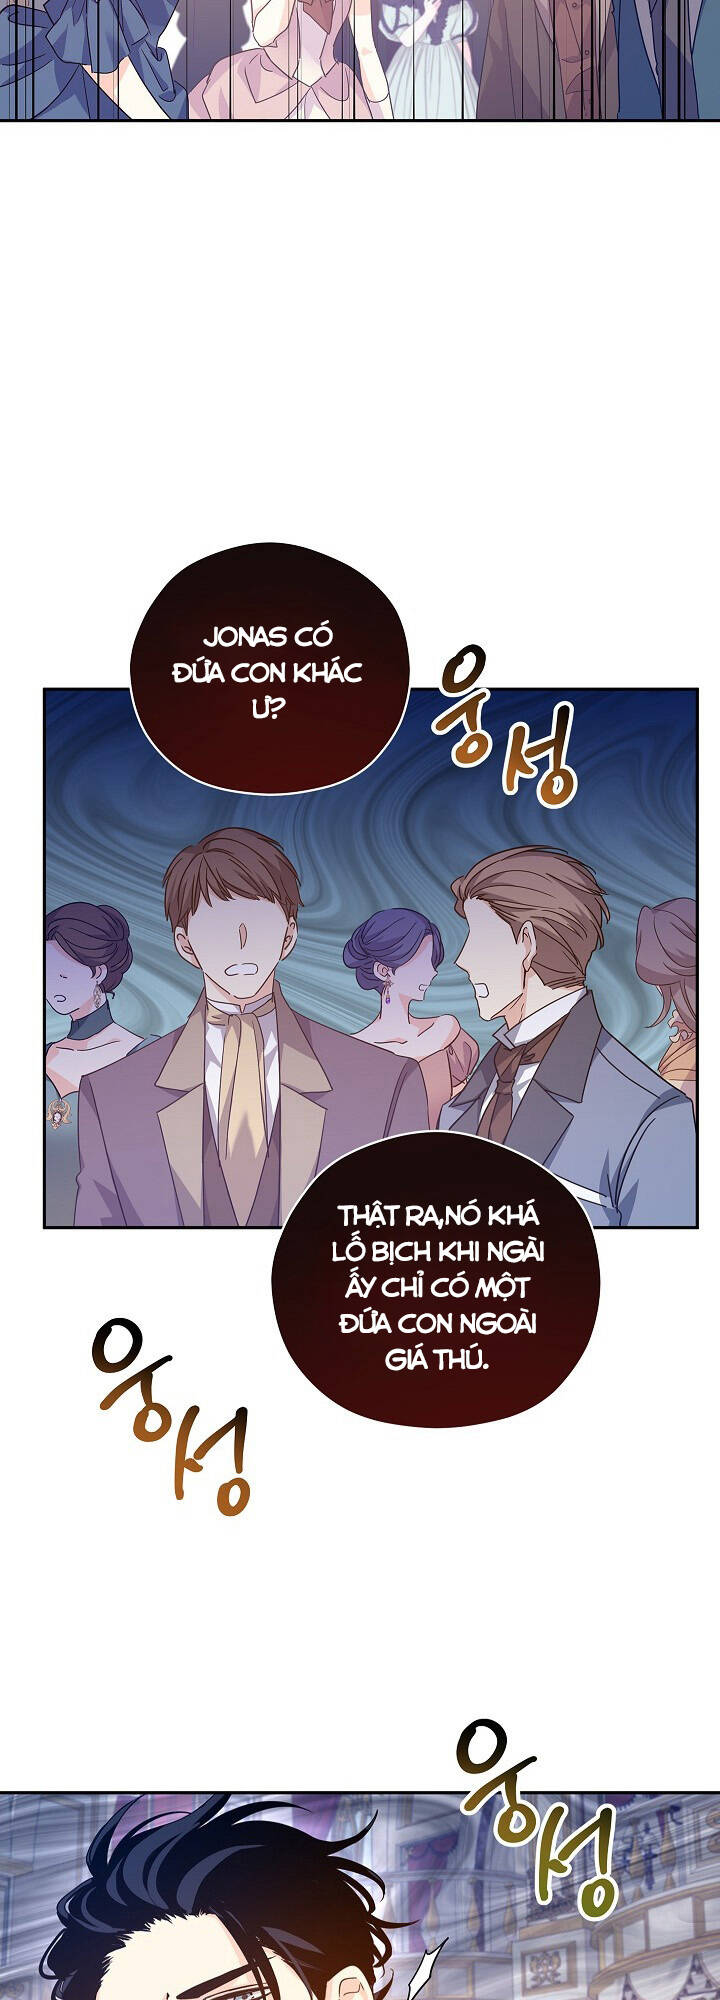 JONAS CÓ
ĐỨA CON KHÁC
Ư?
웅성
THẬT RA,NÓ KHÁ
LỐ BỊCH KHI NGÀI
ẤY CHỈ CÓ MỘT
ĐỨA CON NGOÀI
GIÁ THÚ.
웅성
웅성